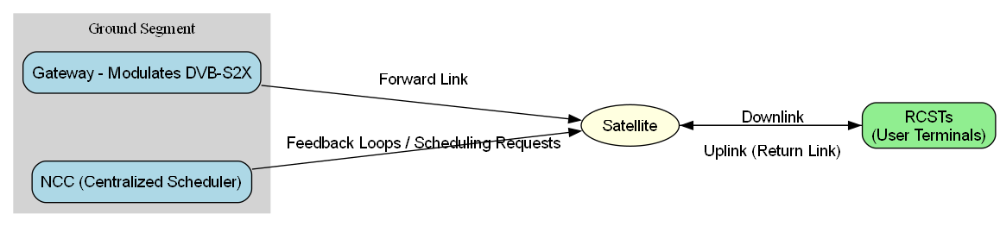 Ground Segment
Gateway - Modulates DVB-S2X
Forward Link
Feedback Loops / Scheduling Requests
NCC (Centralized Scheduler)
Satellite
Downlink
Uplink (Return Link)
RCSTs
(User Terminals)